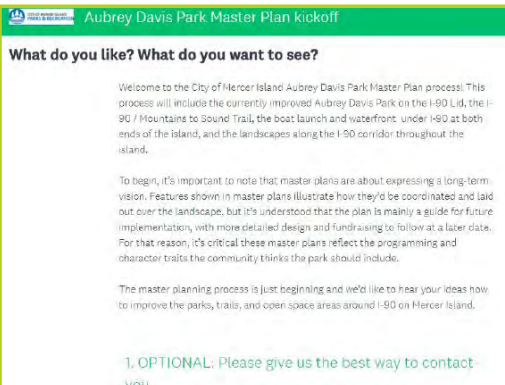 CITY OF MERCER ISLAND
PARKS & RECREATION
Aubrey Davis Park Master Plan kickoff
What do you like? What do you want to see?
Welcome to the City of Mercer Island Aubrey Davis Park Master Plan process! This
process will include the currently improved Aubrey Davis Park on the I-90 Lid, the I-
90 / Mountains to Sound Trail, the boat launch and waterfront under I-90 at both
ends of the island, and the landscapes along the I-90 corridor throughout the
island.
To begin, it's important to note that master plans are about expressing a long-term
vision. Features shown in master plans illustrate how they'd be coordinated and laid
out over the landscape, but it's understood that the plan is mainly a guide for future
implementation, with more detailed design and fundraising to follow at a later date.
For that reason, it's critical these master plans reflect the programming and
character traits the community thinks the park should include.
The master planning process is just beginning and we'd like to hear your ideas how
to improve the parks, trails, and open space areas around I-90 on Mercer Island.
1. OPTIONAL: Please give us the best way to contact
you